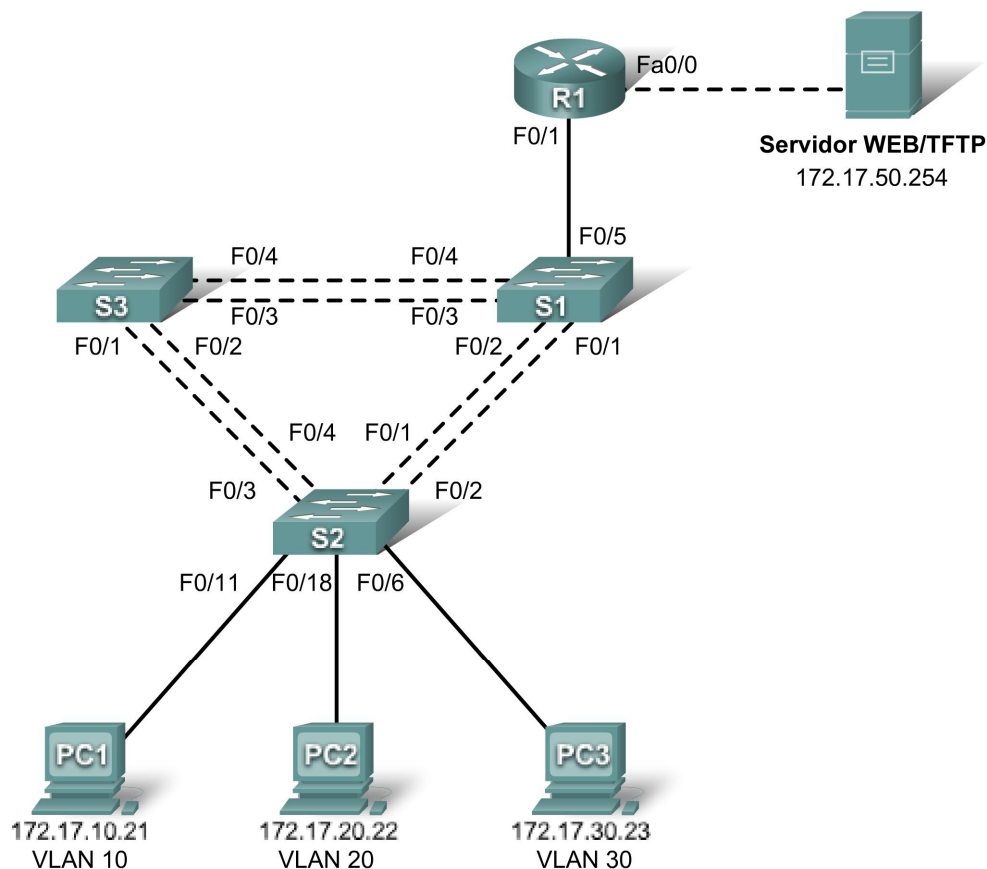 Fa0/0
R1
F0/1
Servidor WEB/TFTP
172.17.50.254
F0/5
F0/4
F0/4
S3
S1
F0/3
F0/3
F0/1
F0/2
F0/2
F0/1
F0/4
F0/1
F0/3
F0/2
S2
F0/11
F0/18
F0/6
PC1
PC2
PC3
172.17.10.21
172.17.20.22
172.17.30.23
VLAN 10
VLAN 20
VLAN 30